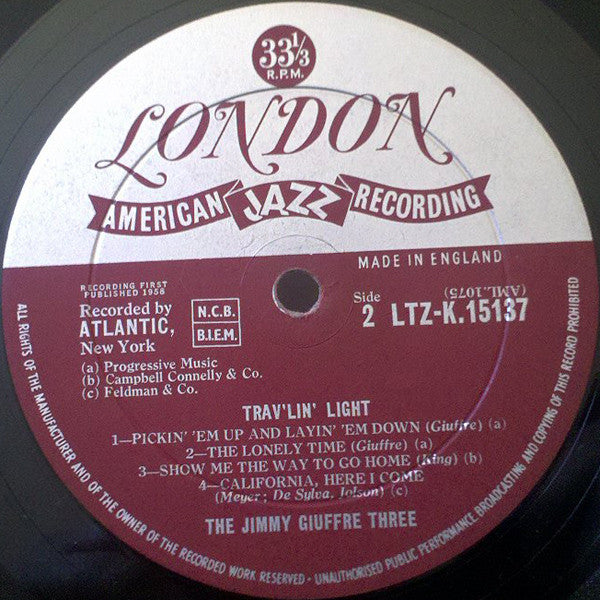 33⅓
R.P.M.
LONDON
AMERICAN JAZZ RECORDING
MADE IN ENGLAND
RECORDING FIRST
PUBLISHED 1958
Recorded by
ATLANTIC,
New York
N.C.B.
B.I.E.M.
(AML.1075)
Side
2 LTZ-K.15137
(a) Progressive Music
(b) Campbell Connelly & Co.
(c) Feldman & Co.
TRAV'LIN' LIGHT
1—PICKIN' 'EM UP AND LAYIN' 'EM DOWN (Giuffre) (a)
2—THE LONELY TIME (Giuffre) (a)
3—SHOW ME THE WAY TO GO HOME (King) (b)
4—CALIFORNIA, HERE I COME
(Meyer; De Sylva, Jolson) (c)
THE JIMMY GIUFFRE THREE
ALL RIGHTS OF THE MANUFACTURER AND OF THE OWNER OF THE RECORDED WORK RESERVED - UNAUTHORISED PUBLIC PERFORMANCE, BROADCASTING AND COPYING OF THIS RECORD PROHIBITED